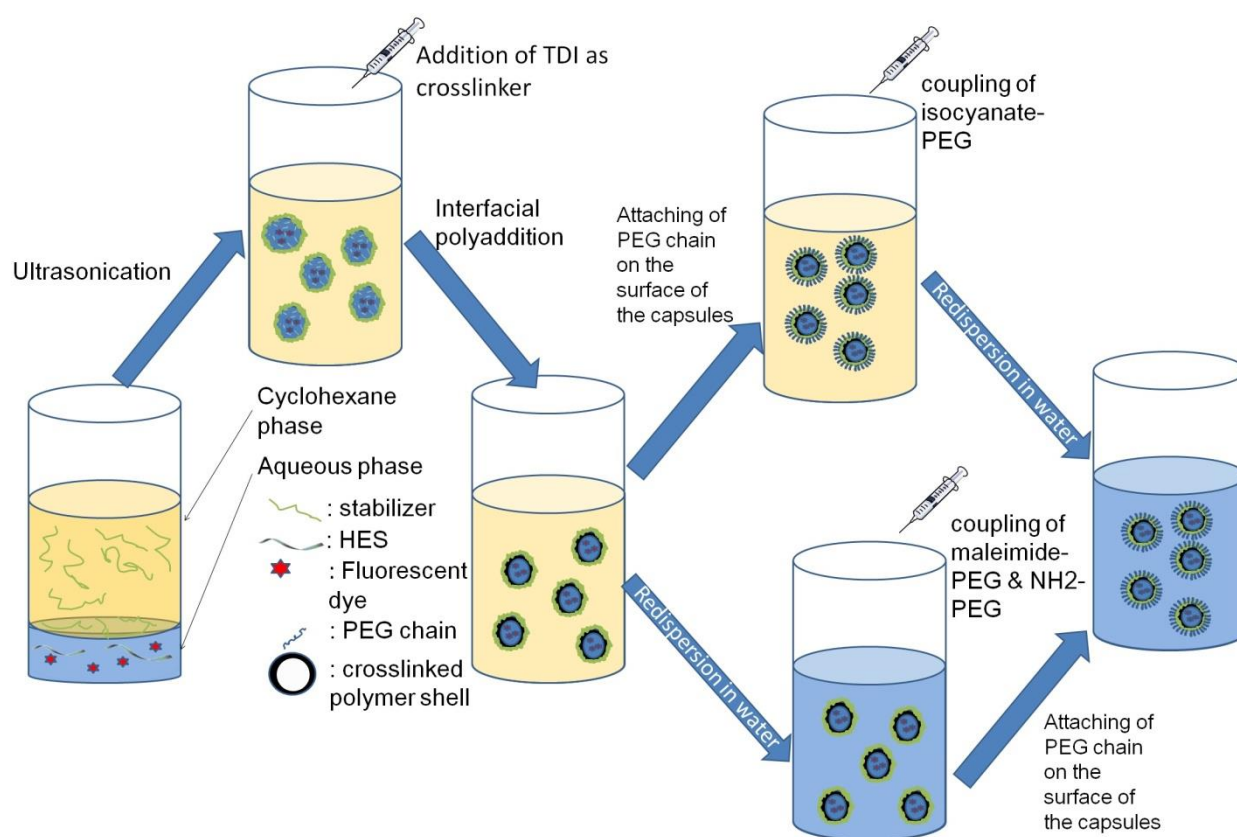 Addition of TDI as
crosslinker
coupling of
isocyanate-
PEG
Ultrasonication
Interfacial
polyaddition
Attaching of
PEG chain
on the
surface of
the capsules
Redispersion in water
Cyclohexane
phase
Aqueous phase
: stabilizer
: HES
: Fluorescent
dye
: PEG chain
: crosslinked
polymer shell
Redispersion in water
coupling of
maleimide-
PEG & NH2-
PEG
Attaching of
PEG chain
on the
surface of
the capsules